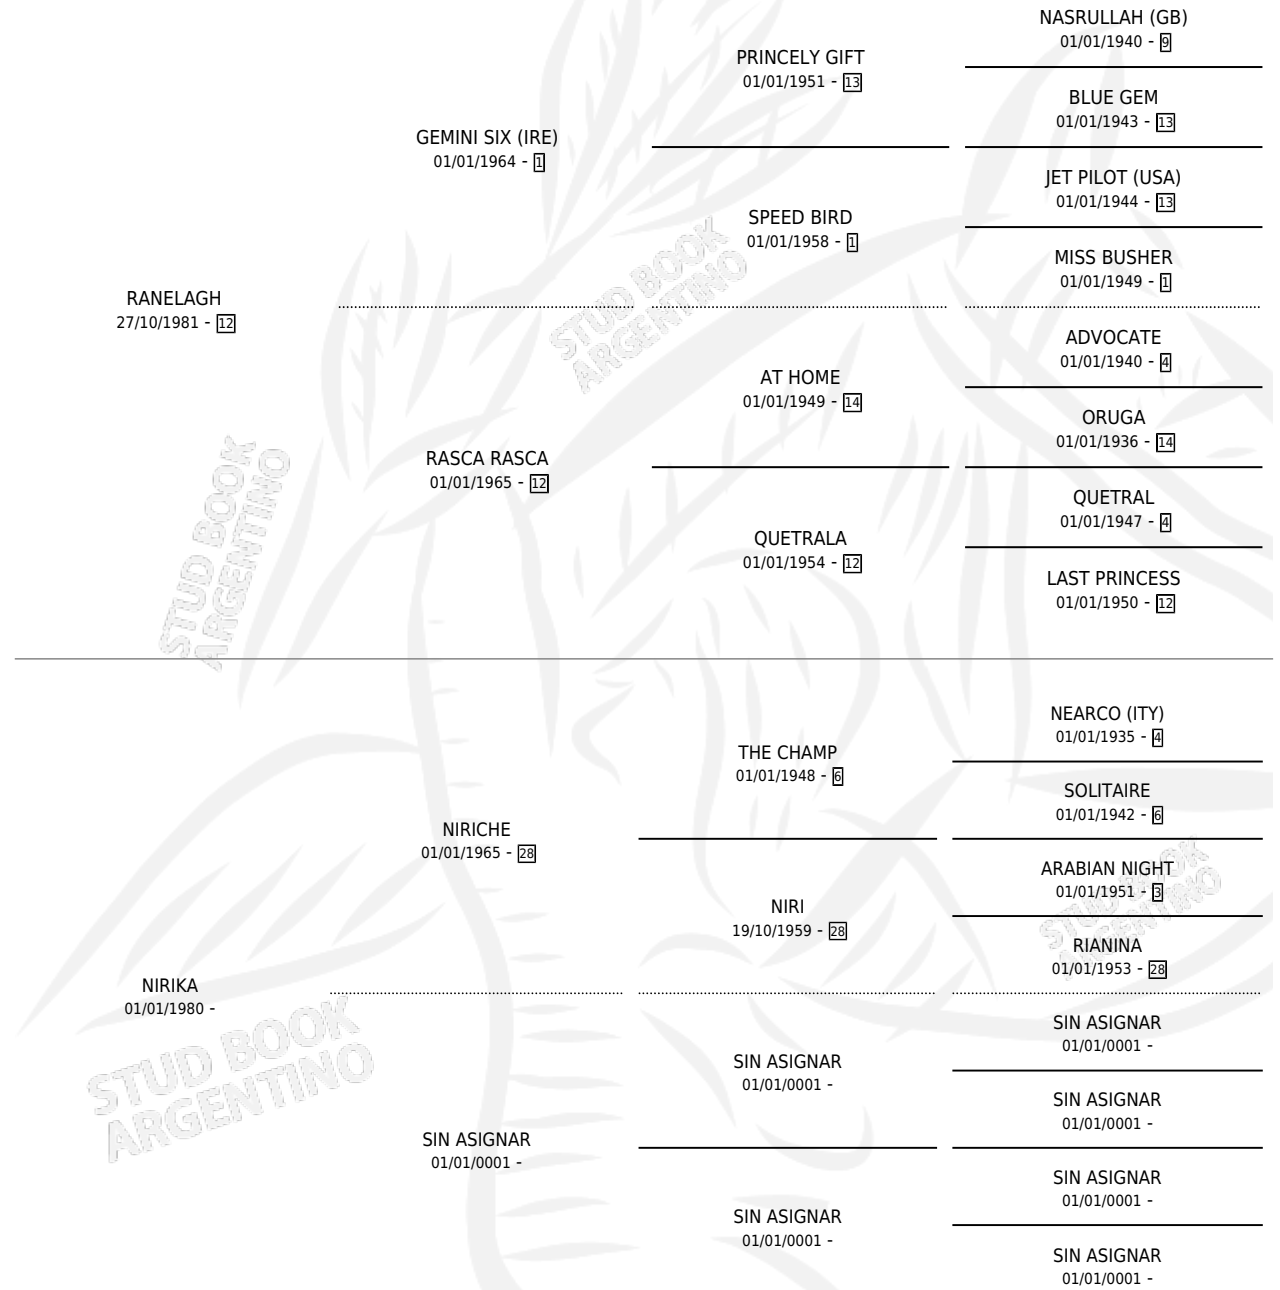 NASRULLAH (GB)
01/01/1940 - 9
PRINCELY GIFT
01/01/1951 - 13
BLUE GEM
01/01/1943 - 13
GEMINI SIX (IRE)
01/01/1964 - 1
JET PILOT (USA)
01/01/1944 - 13
SPEED BIRD
01/01/1958 - 1
MISS BUSHER
01/01/1949 - 1
RANELAGH
27/10/1981 - 12
ADVOCATE
01/01/1940 - 4
AT HOME
01/01/1949 - 14
ORUGA
01/01/1936 - 14
RASCA RASCA
01/01/1965 - 12
QUETRAL
01/01/1947 - 4
QUETRALA
01/01/1954 - 12
LAST PRINCESS
01/01/1950 - 12
STUD BOOK
ARGENTINO
STUD BOOK
ARGENTINO
NEARCO (ITY)
01/01/1935 - 4
THE CHAMP
01/01/1948 - 6
SOLITAIRE
01/01/1942 - 6
NIRICHE
01/01/1965 - 28
ARABIAN NIGHT
01/01/1951 - 3
NIRI
19/10/1959 - 28
RIANINA
01/01/1953 - 28
STUD BOOK
ARGENTINO
NIRIKA
01/01/1980 -
SIN ASIGNAR
01/01/0001 -
SIN ASIGNAR
01/01/0001 -
SIN ASIGNAR
01/01/0001 -
SIN ASIGNAR
01/01/0001 -
SIN ASIGNAR
01/01/0001 -
SIN ASIGNAR
01/01/0001 -
SIN ASIGNAR
01/01/0001 -
STUD BOOK
ARGENTINO